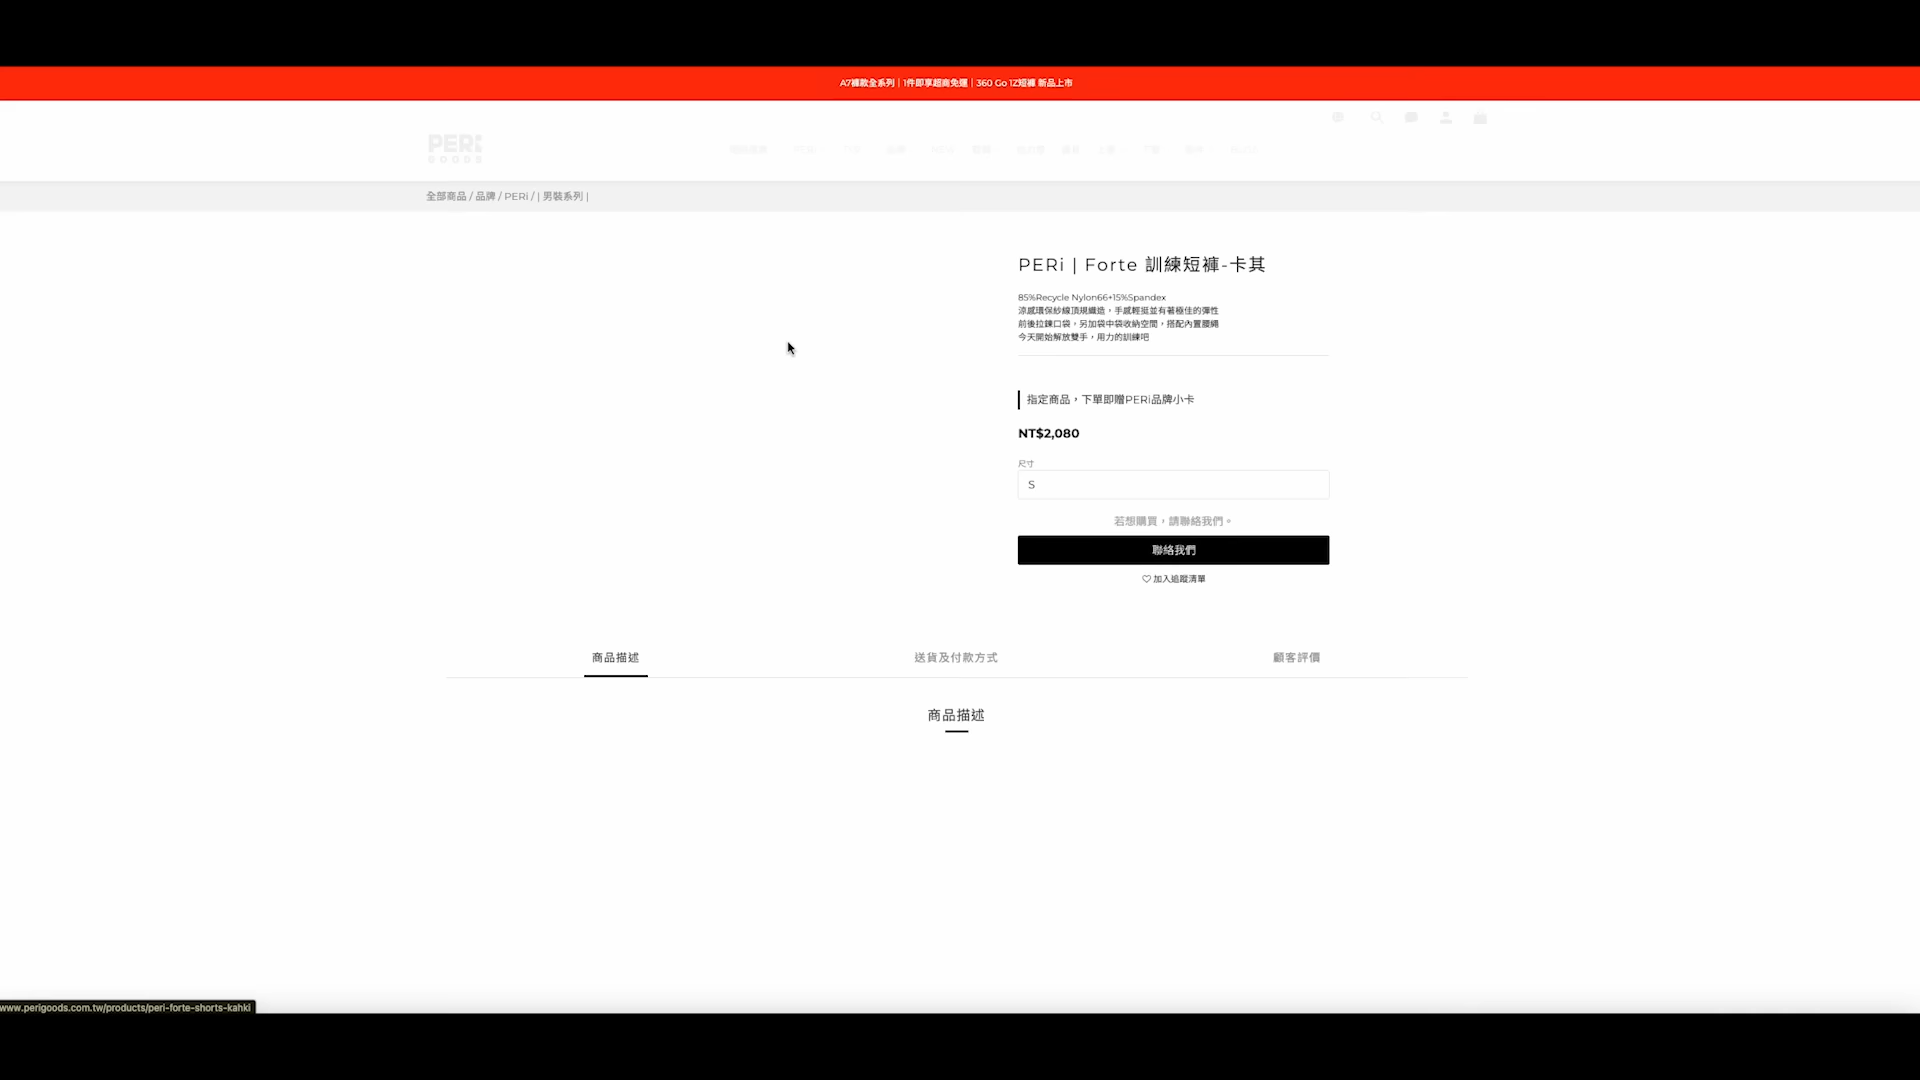 A7褲款全系列｜1件即享超商免運｜360 Go 1Z短褲 新品上市
PERi
GOODS
全部商品 / 品牌 / PERi / | 男裝系列 |
PERi | Forte 訓練短褲-卡其
85%Recycle Nylon66+15%Spandex
涼感環保紗線頂規織造，手感輕挺並有著極佳的彈性
前後拉鍊口袋，另加袋中袋收納空間，搭配內置腰繩
今天開始解放雙手，用力的訓練吧
指定商品，下單即贈PERi品牌小卡
NT$2,080
尺寸
S
若想購買，請聯絡我們。
聯絡我們
加入追蹤清單
商品描述
送貨及付款方式
顧客評價
商品描述
www.perigoods.com.tw/products/peri-forte-shorts-kahki